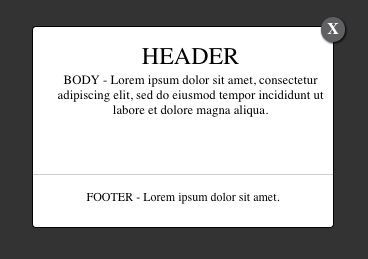 X
HEADER
BODY - Lorem ipsum dolor sit amet, consectetur
adipiscing elit, sed do eiusmod tempor incididunt ut
labore et dolore magna aliqua.
FOOTER - Lorem ipsum dolor sit amet.